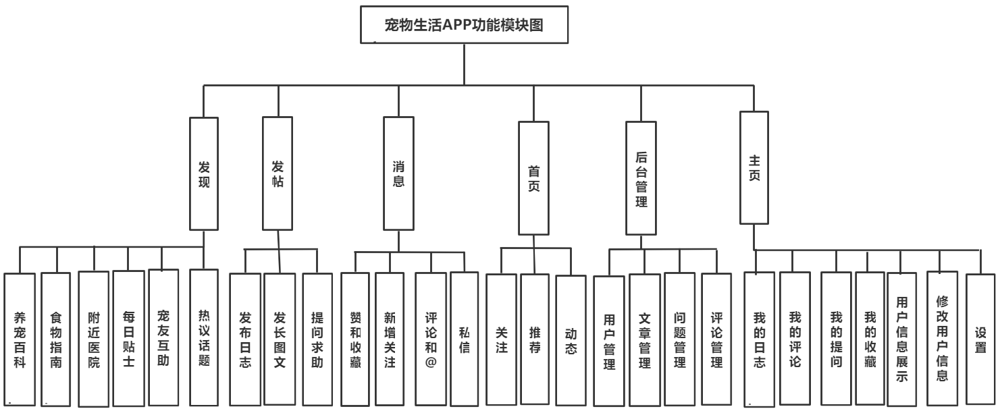 宠物生活APP功能模块图
发现
发帖
消息
首页
后台管理
主页
养宠百科
食物指南
附近医院
每日贴士
宠友互助
热议话题
发布日志
发长图文
提问求助
赞和收藏
新增关注
评论和@
私信
关注
推荐
动态
用户管理
文章管理
问题管理
评论管理
我的日志
我的评论
我的提问
我的收藏
用户信息展示
修改用户信息
设置